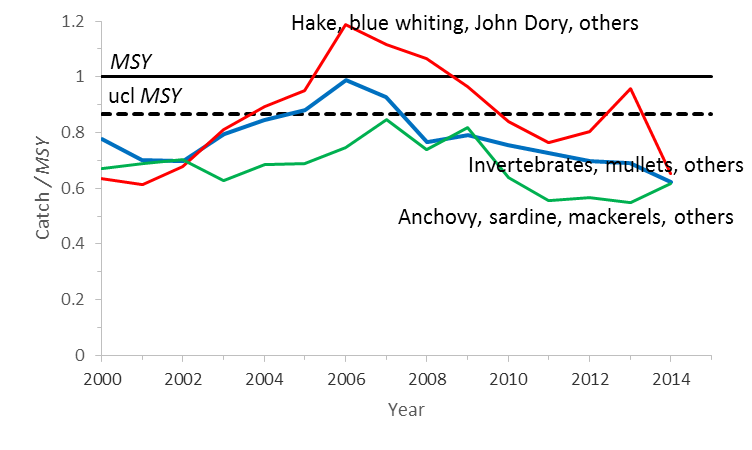 1.2
Hake, blue whiting, John Dory, others
MSY
1
ucl MSY
0.8
Invertebrates, mullets, others
0.6
Anchovy, sardine, mackerels, others
0.4
0.2
0
Catch / MSY
2000 2002 2004 2006 2008 2010 2012 2014
Year